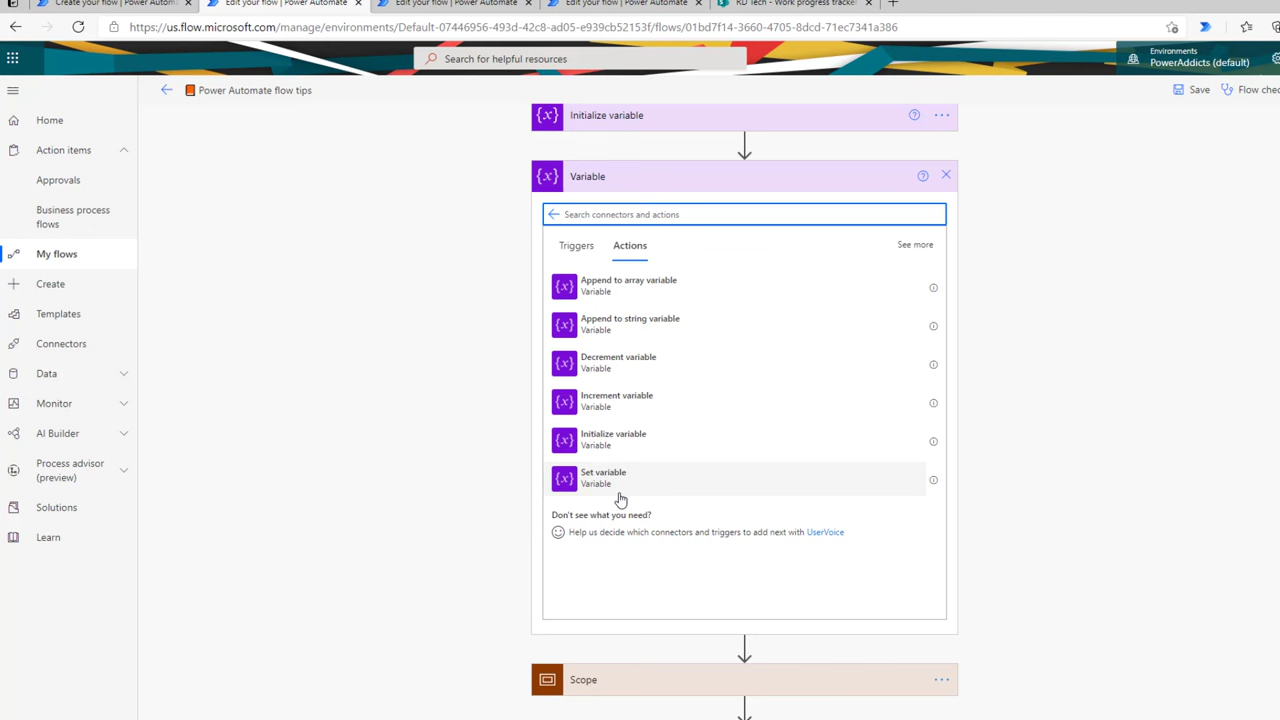 Create your flow | Power Automa
Edit your flow | Power Automate
Edit your flow | Power Automate
Edit your flow | Power Automate
RD Tech - Work progress tracker
https://us.flow.microsoft.com/manage/environments/Default-07446956-493d-42c8-ad05-e939cb52153f/flows/01bd7f14-3660-4705-8dcd-71ec7341a386
Search for helpful resources
Environments
PowerAddicts (default)
Power Automate flow tips
Save
Flow chec
Home
Action items
Approvals
Business process
flows
My flows
Create
Templates
Connectors
Data
Monitor
AI Builder
Process advisor
(preview)
Solutions
Learn
{x} Initialize variable
{x} Variable
Search connectors and actions
Triggers
Actions
See more
{x} Append to array variable
Variable
{x} Append to string variable
Variable
{x} Decrement variable
Variable
{x} Increment variable
Variable
{x} Initialize variable
Variable
{x} Set variable
Variable
Don't see what you need?
Help us decide which connectors and triggers to add next with UserVoice
Scope